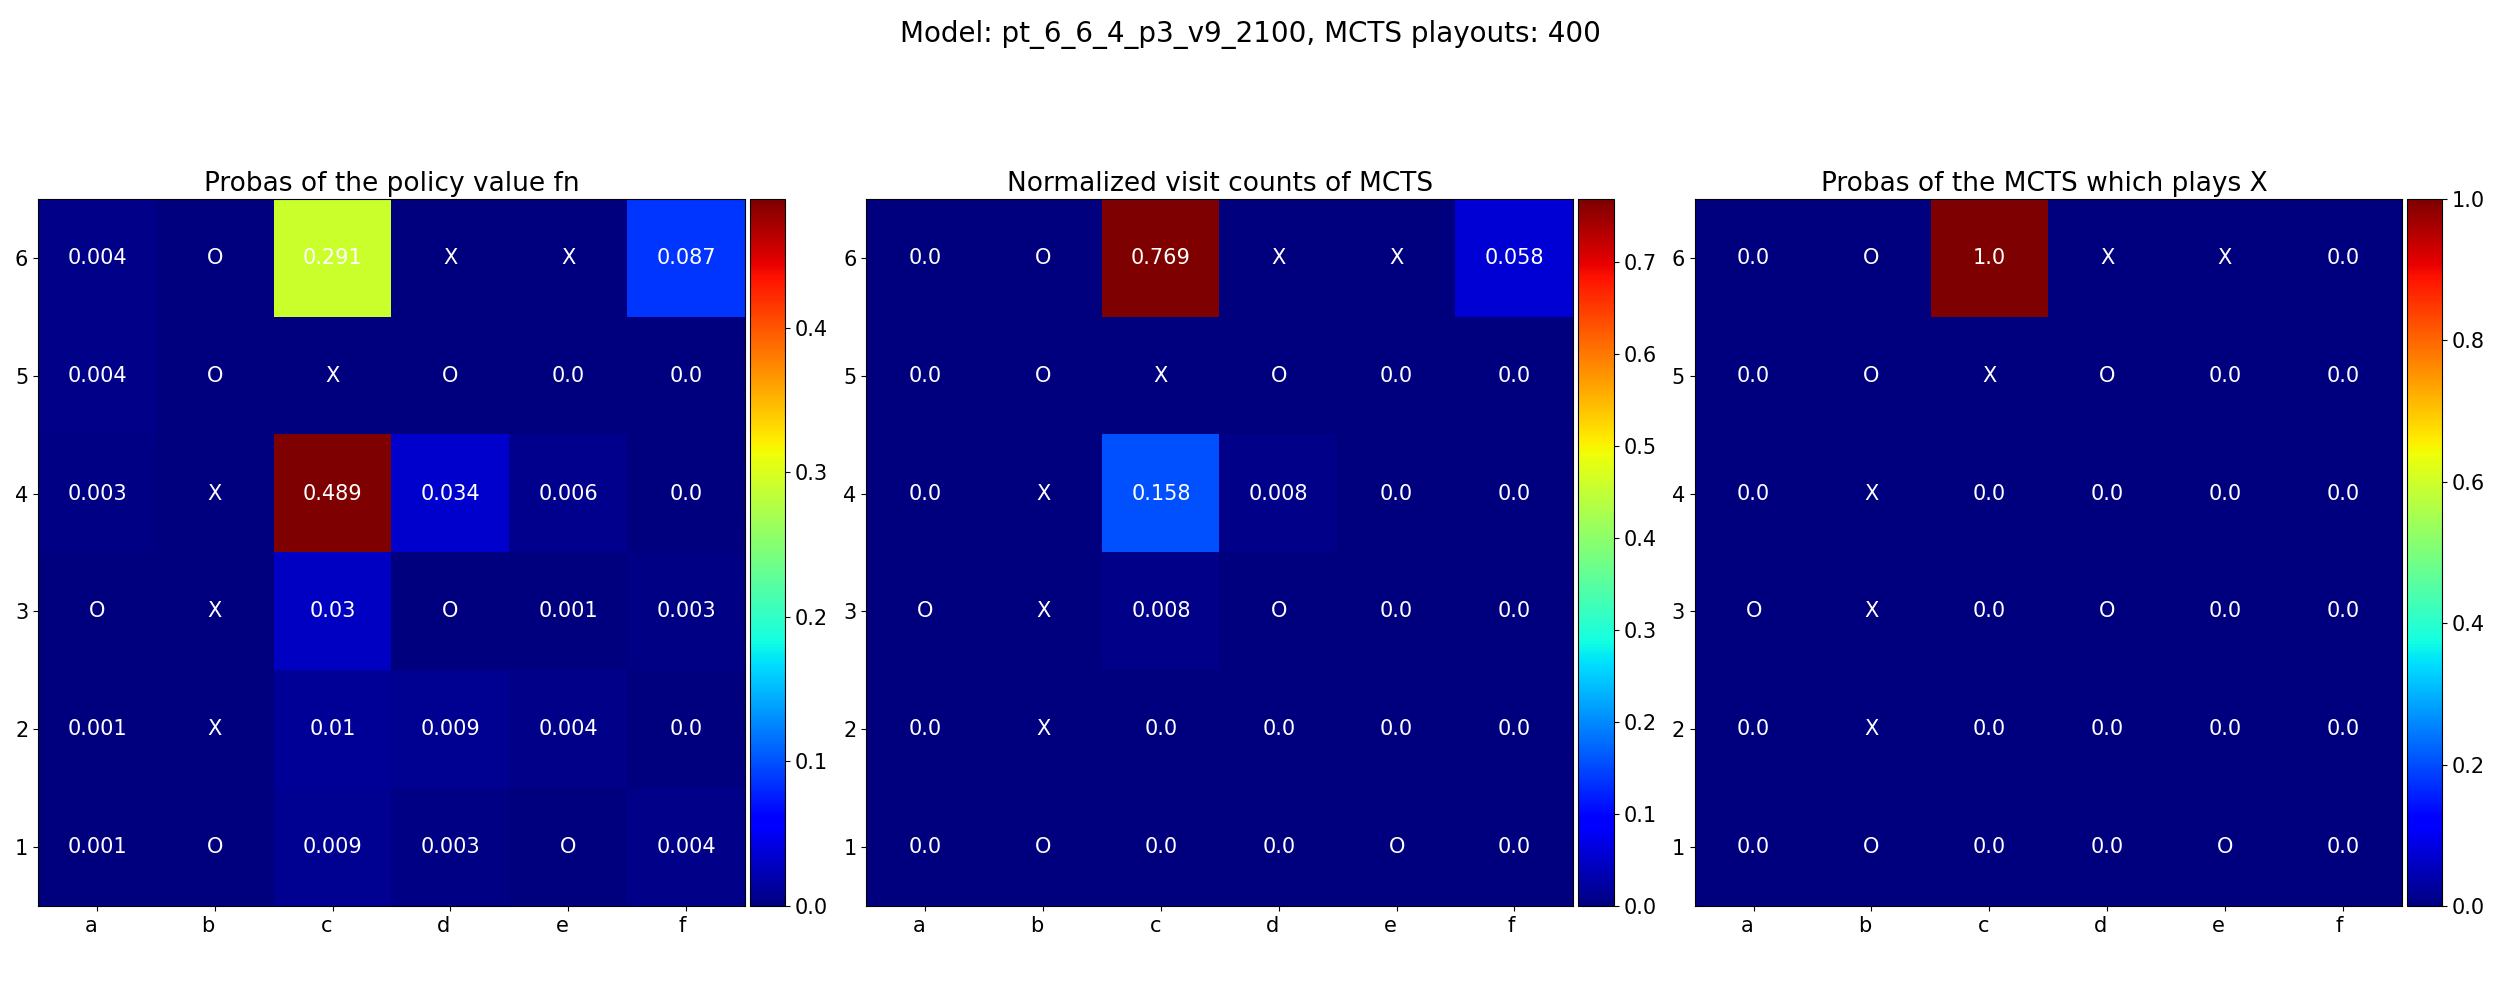 Model: pt_6_6_4_p3_v9_2100, MCTS playouts: 400
Probas of the policy value fn
6 0.004 O 0.291 X X 0.087
5 0.004 O X O 0.0 0.0
4 0.003 X 0.489 0.034 0.006 0.0
3 O X 0.03 O 0.001 0.003
2 0.001 X 0.01 0.009 0.004 0.0
1 0.001 O 0.009 0.003 O 0.004
a b c d e f
0.4
0.3
0.2
0.1
0.0
Normalized visit counts of MCTS
6 0.0 O 0.769 X X 0.058
5 0.0 O X O 0.0 0.0
4 0.0 X 0.158 0.008 0.0 0.0
3 O X 0.008 O 0.0 0.0
2 0.0 X 0.0 0.0 0.0 0.0
1 0.0 O 0.0 0.0 O 0.0
a b c d e f
0.7
0.6
0.5
0.4
0.3
0.2
0.1
0.0
Probas of the MCTS which plays X
6 0.0 O 1.0 X X 0.0
5 0.0 O X O 0.0 0.0
4 0.0 X 0.0 0.0 0.0 0.0
3 O X 0.0 O 0.0 0.0
2 0.0 X 0.0 0.0 0.0 0.0
1 0.0 O 0.0 0.0 O 0.0
a b c d e f
1.0
0.8
0.6
0.4
0.2
0.0